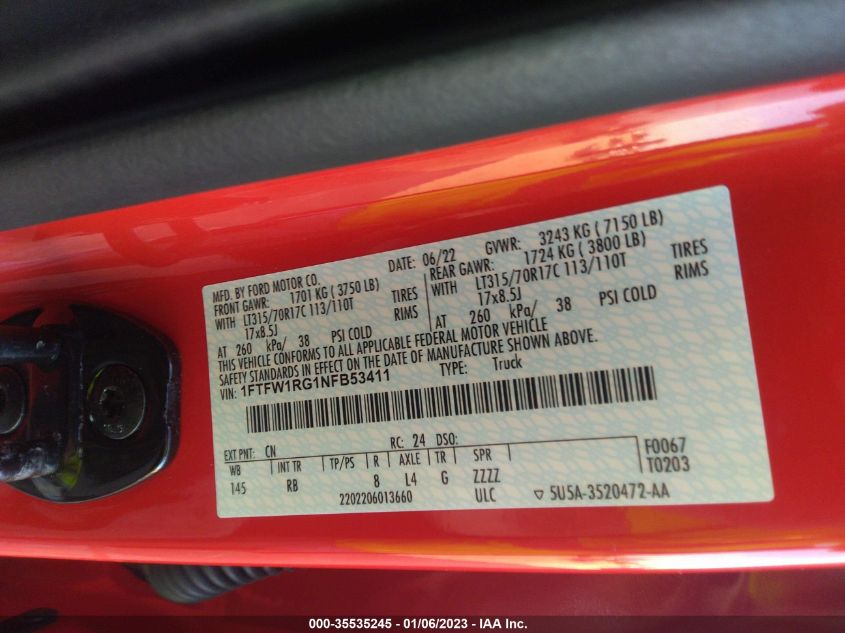 MFD. BY FORD MOTOR CO.
DATE: 06/22 GVWR: 3243 KG ( 7150 LB)
FRONT GAWR: 1701 KG ( 3750 LB) REAR GAWR: 1724 KG ( 3800 LB)
WITH LT315/70R17C 113/110T TIRES WITH LT315/70R17C 113/110T TIRES
17x8.5J RIMS 17x8.5J RIMS
AT 260 kPa/ 38 PSI COLD AT 260 kPa/ 38 PSI COLD
THIS VEHICLE CONFORMS TO ALL APPLICABLE FEDERAL MOTOR VEHICLE
SAFETY STANDARDS IN EFFECT ON THE DATE OF MANUFACTURE SHOWN ABOVE.
VIN: 1FTFW1RG1NFB53411 TYPE: Truck
EXT PNT: CN RC: 24 DSO: F0067
WB INT TR TP/PS R AXLE TR SPR T0203
145 RB 8 L4 G ZZZZ
2202206013660 ULC ▽ 5U5A-3520472-AA
000-35535245 - 01/06/2023 - IAA Inc.